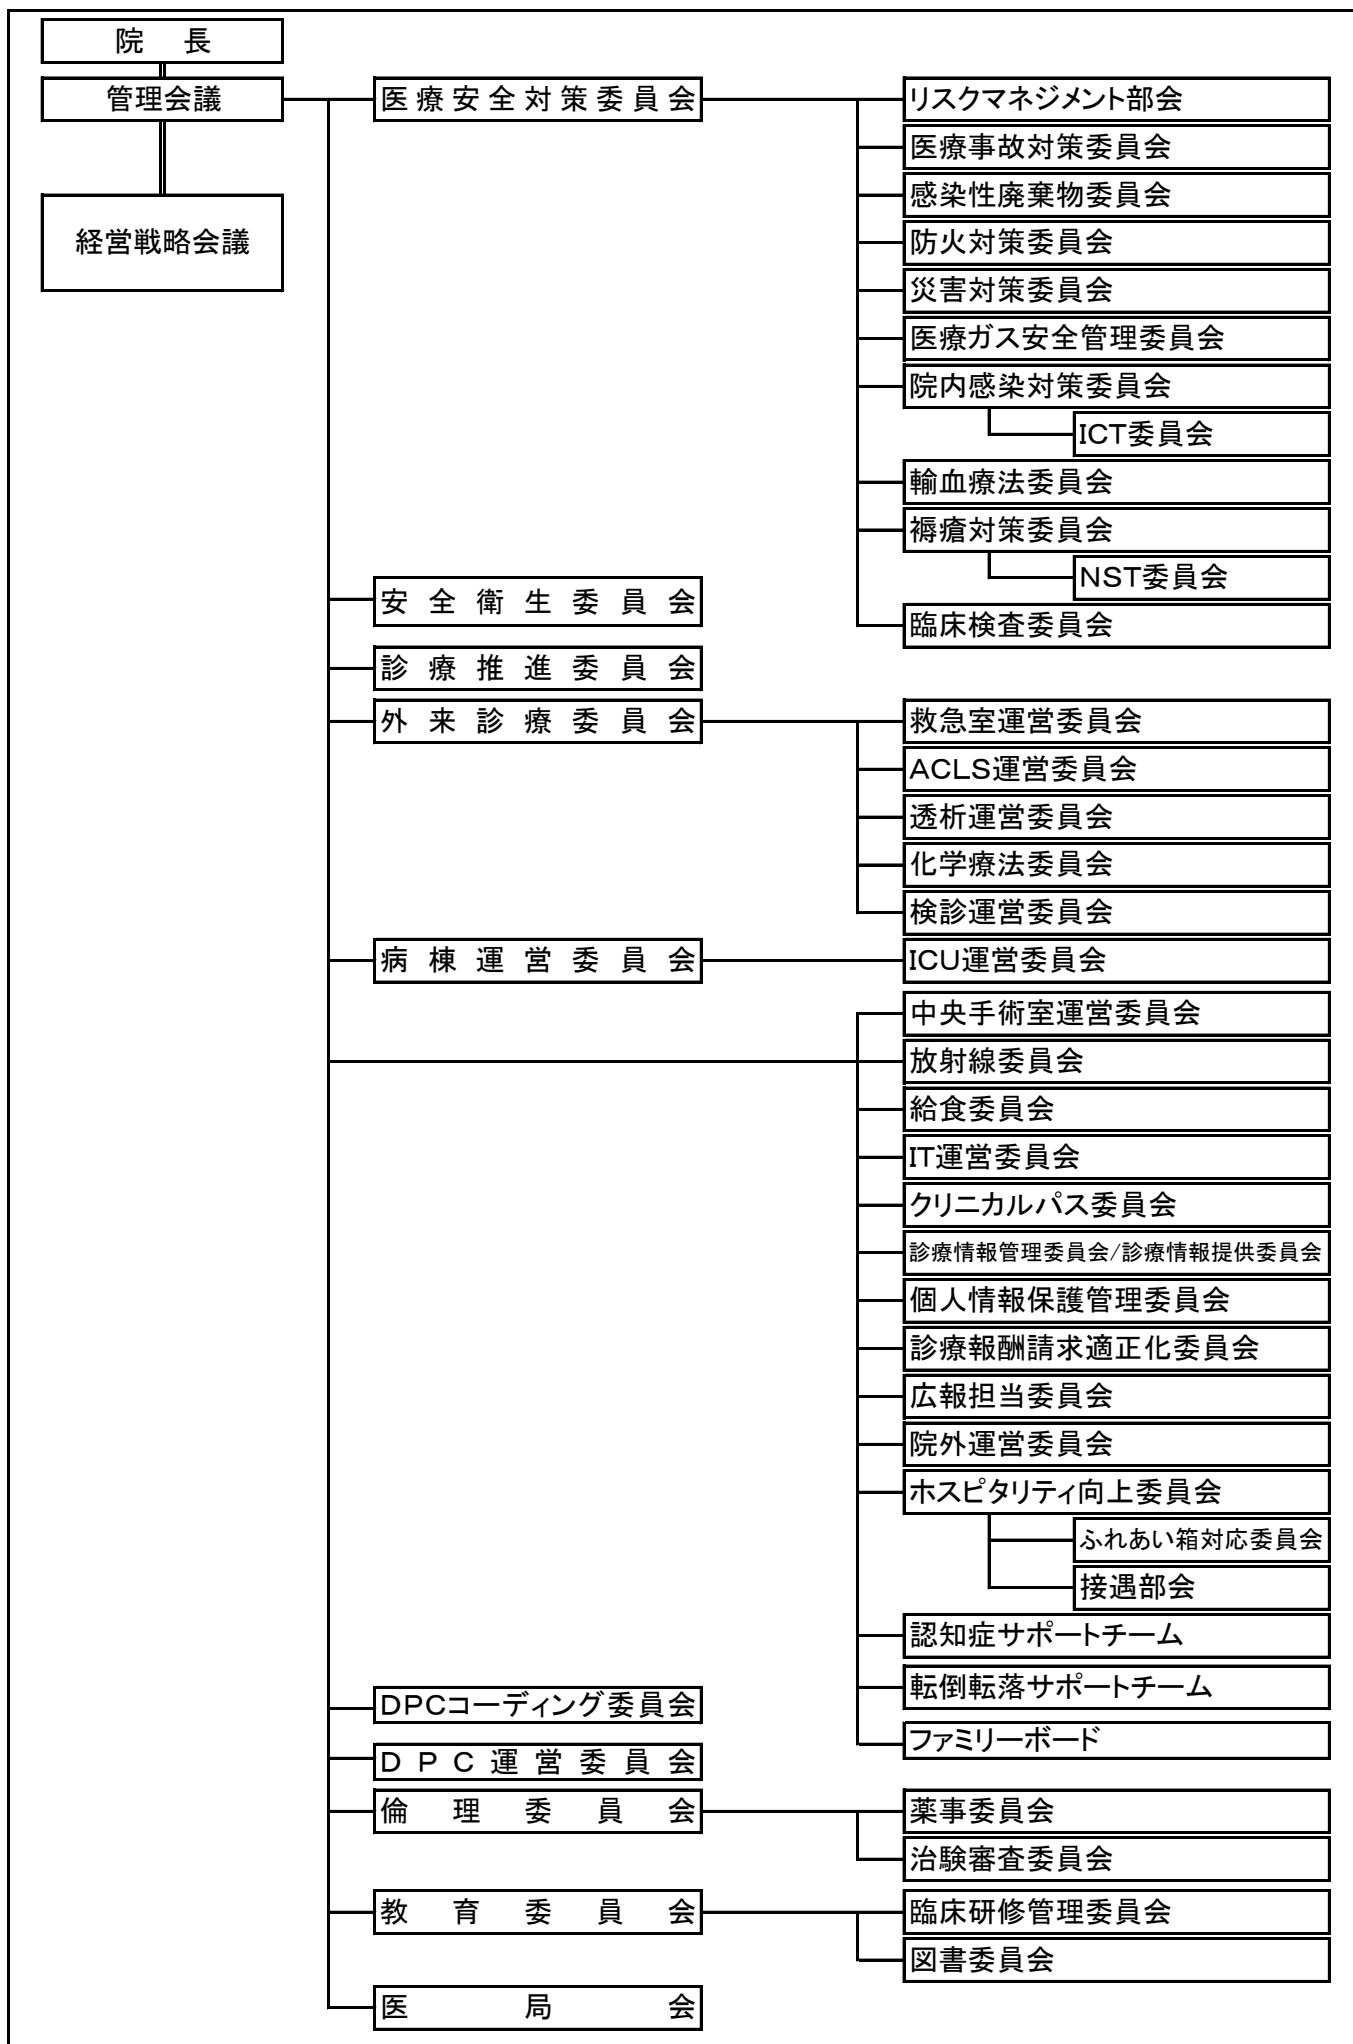 院　長
管理会議
経営戦略会議
医療安全対策委員会
リスクマネジメント部会
医療事故対策委員会
感染性廃棄物委員会
防火対策委員会
災害対策委員会
医療ガス安全管理委員会
院内感染対策委員会
ICT委員会
輸血療法委員会
褥瘡対策委員会
NST委員会
臨床検査委員会
安全衛生委員会
診療推進委員会
外来診療委員会
救急室運営委員会
ACLS運営委員会
透析運営委員会
化学療法委員会
検診運営委員会
病棟運営委員会
ICU運営委員会
中央手術室運営委員会
放射線委員会
給食委員会
IT運営委員会
クリニカルパス委員会
診療情報管理委員会/診療情報提供委員会
個人情報保護管理委員会
診療報酬請求適正化委員会
広報担当委員会
院外運営委員会
ホスピタリティ向上委員会
ふれあい箱対応委員会
接遇部会
認知症サポートチーム
転倒転落サポートチーム
ファミリーボード
DPCコーディング委員会
DPC運営委員会
倫理委員会
薬事委員会
治験審査委員会
教育委員会
臨床研修管理委員会
図書委員会
医局会